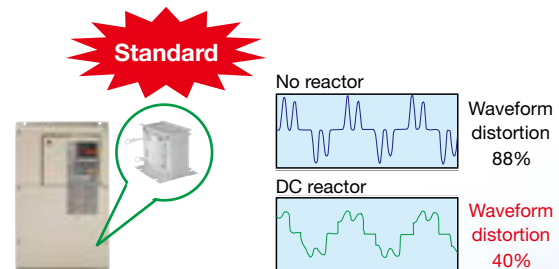 Standard
No reactor
Waveform
distortion
88%
DC reactor
Waveform
distortion
40%